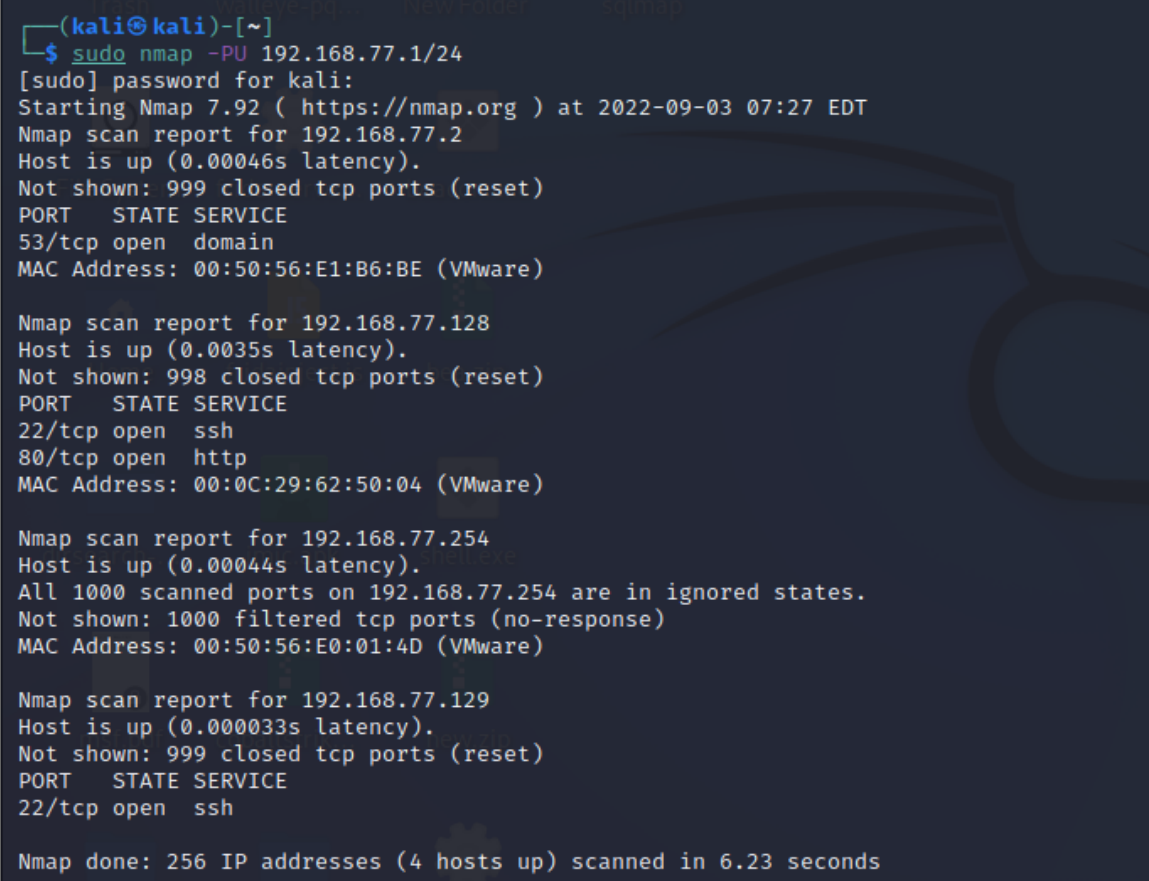 Trash walleye-pq[... New Folder sqlmap
┌──(kali㉿kali)-[~]
└─$ sudo nmap -PU 192.168.77.1/24
[sudo] password for kali:
Starting Nmap 7.92 ( https://nmap.org ) at 2022-09-03 07:27 EDT
Nmap scan report for 192.168.77.2
Host is up (0.00046s latency).
Not shown: 999 closed tcp ports (reset)
PORT   STATE SERVICE
53/tcp open  domain
MAC Address: 00:50:56:E1:B6:BE (VMware)
Nmap scan report for 192.168.77.128
Host is up (0.0035s latency).
Not shown: 998 closed tcp ports (reset)
PORT   STATE SERVICE
22/tcp open  ssh
80/tcp open  http
MAC Address: 00:0C:29:62:50:04 (VMware)
Nmap scan report for 192.168.77.254
shell.exe
Host is up (0.00044s latency).
All 1000 scanned ports on 192.168.77.254 are in ignored states.
Not shown: 1000 filtered tcp ports (no-response)
MAC Address: 00:50:56:E0:01:4D (VMware)
Nmap scan report for 192.168.77.129
Host is up (0.000033s latency).
Not shown: 999 closed tcp ports (reset)
PORT   STATE SERVICE
22/tcp open  ssh
Nmap done: 256 IP addresses (4 hosts up) scanned in 6.23 seconds